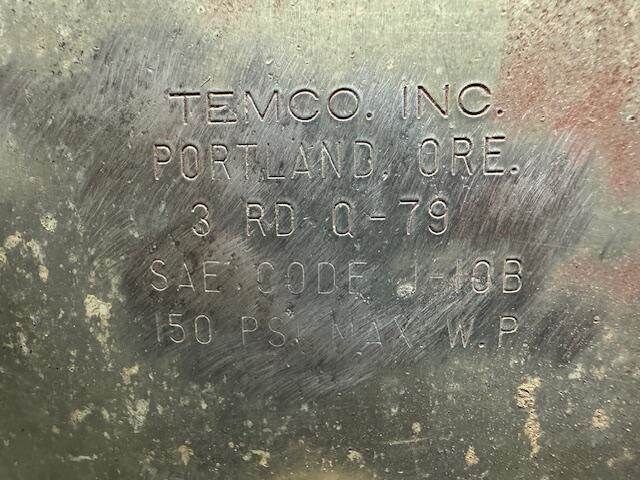 TEMCO. INC.
PORTLAND, ORE.
3 RD Q-79
SAE CODE J-10B
150 PSI MAX. W.P.